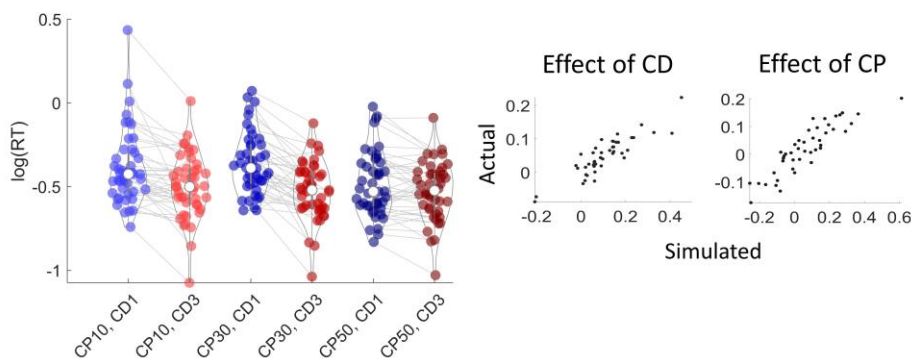 0.5
0
-0.5
-1
log(RT)
CP10, CD1
CP10, CD3
CP30, CD1
CP30, CD3
CP50, CD1
CP50, CD3
Effect of CD
0.2
0.1
0
-0.2 0 0.2 0.4
Actual
Effect of CP
0.2
0.1
0
-0.1
-0.2 0 0.2 0.4 0.6
Simulated